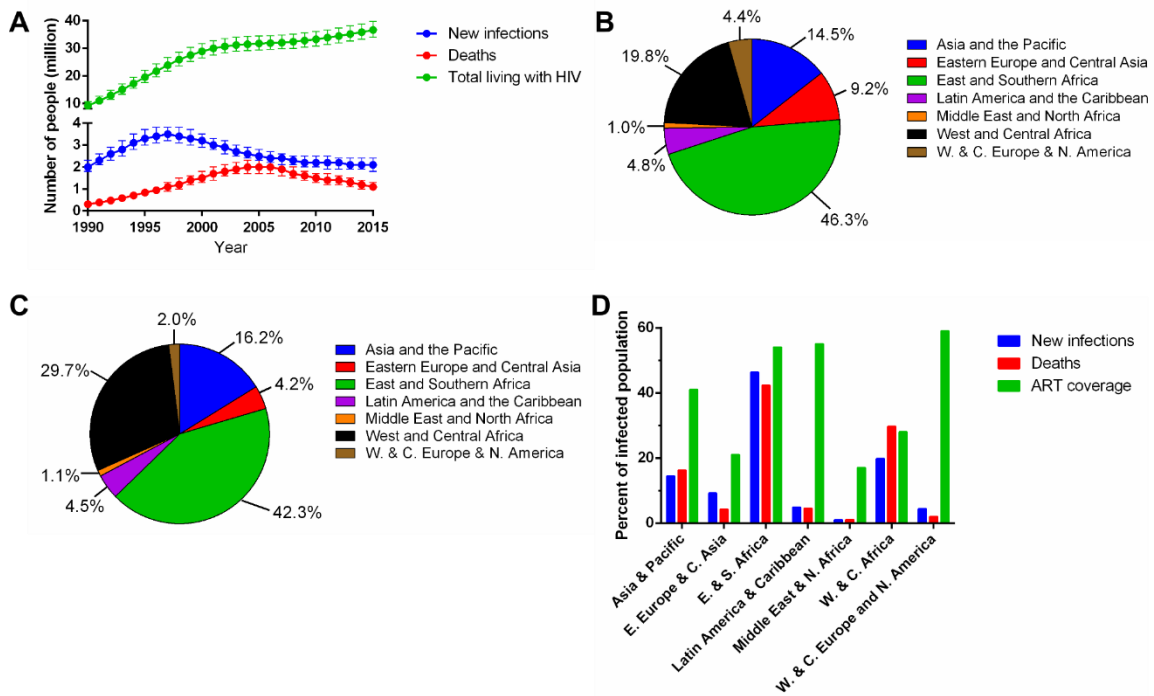 A
Number of people (million)
40
30
20
10
4
3
2
1
0
1990
1995
2000
2005
2010
2015
Year
New infections
Deaths
Total living with HIV
B
4.4%
14.5%
19.8%
9.2%
1.0%
4.8%
46.3%
Asia and the Pacific
Eastern Europe and Central Asia
East and Southern Africa
Latin America and the Caribbean
Middle East and North Africa
West and Central Africa
W. & C. Europe & N. America
C
2.0%
16.2%
29.7%
4.2%
1.1%
4.5%
42.3%
Asia and the Pacific
Eastern Europe and Central Asia
East and Southern Africa
Latin America and the Caribbean
Middle East and North Africa
West and Central Africa
W. & C. Europe & N. America
D
Percent of infected population
60
40
20
0
Asia & Pacific
E. Europe & C. Asia
E. & S. Africa
Latin America & Caribbean
Middle East & N. Africa
W. & C. Africa
W. & C. Europe and N. America
New infections
Deaths
ART coverage